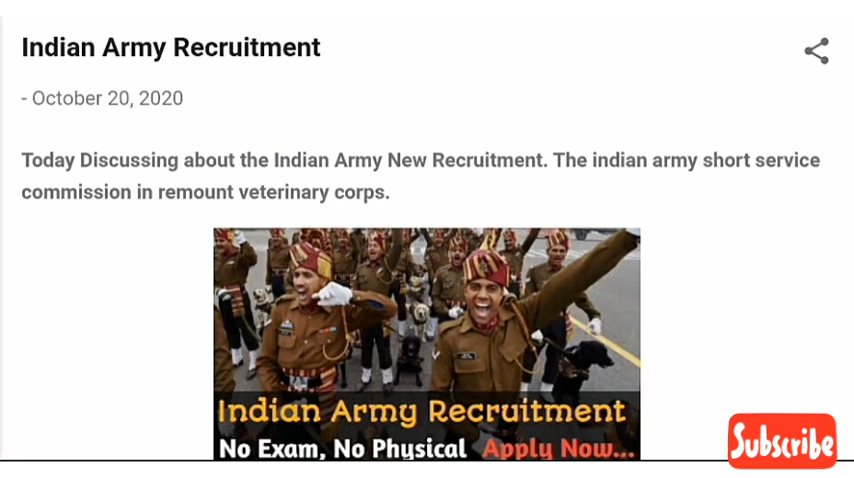 Indian Army Recruitment
- October 20, 2020
Today Discussing about the Indian Army New Recruitment. The indian army short service
commission in remount veterinary corps.
Indian Army Recruitment
No Exam, No Physical Apply Now...
Subscribe